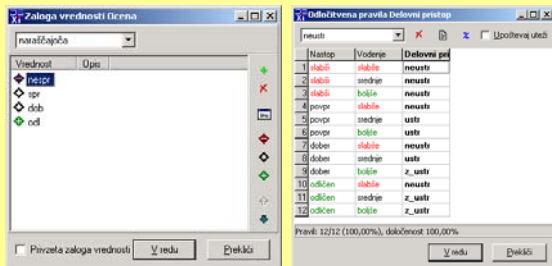 Zaloga vrednosti Ocena
naraščajoča
Vrednost Opis
nespr
spr
dob
odl
Privzeta zaloga vrednosti V redu Prekliči
Odločitvena pravila Delovni pristop
neustr Upoštevaj uteži
Nastop Vodenje Delovni pri
1 slabši slabše neustr
2 slabši srednje neustr
3 slabši boljše neustr
4 povpr slabše neustr
5 povpr srednje ustr
6 povpr boljše ustr
7 dober slabše neustr
8 dober srednje ustr
9 dober boljše z_ustr
10 odličen slabše neustr
11 odličen srednje z_ustr
12 odličen boljše z_ustr
Pravil: 12/12 (100,00%), določenost 100,00%
V redu Prekliči